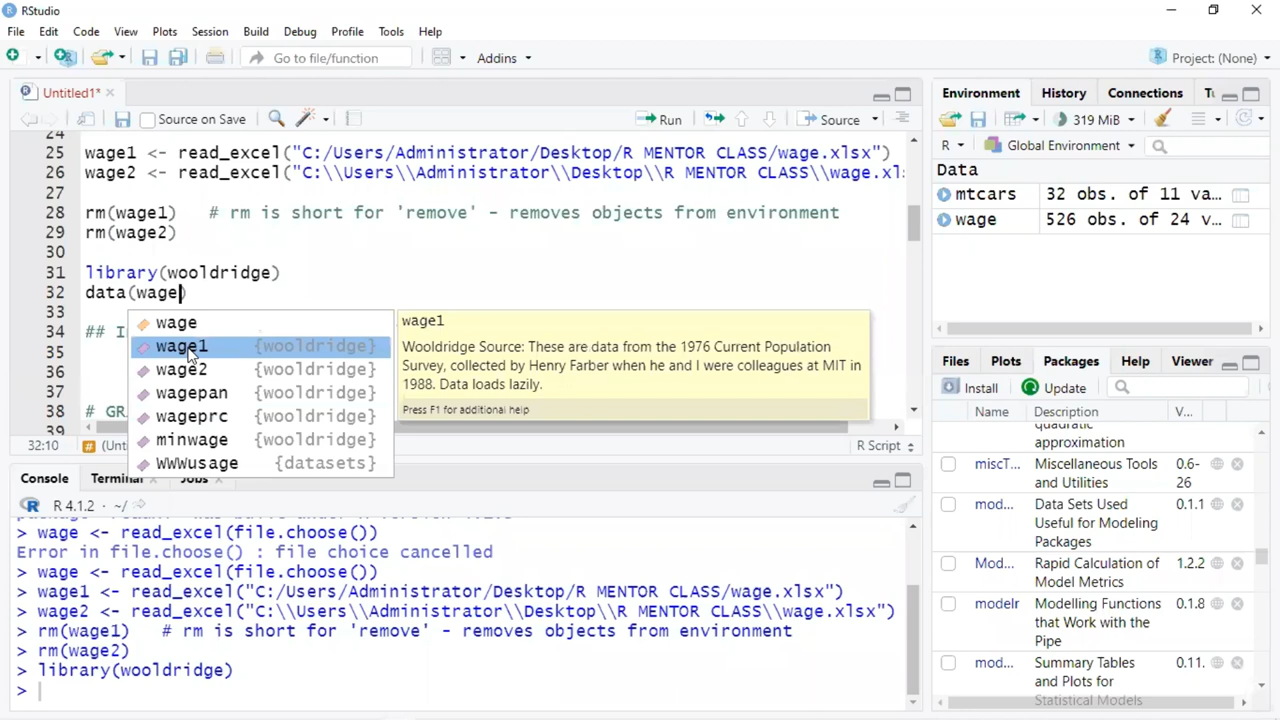 RStudio
File Edit Code View Plots Session Build Debug Profile Tools Help
Go to file/function Addins Project: (None)
Untitled1*
Source on Save Run Source
24
25 wage1 <- read_excel("C:/Users/Administrator/Desktop/R MENTOR CLASS/wage.xlsx")
26 wage2 <- read_excel("C:\\Users\\Administrator\\Desktop\\R MENTOR CLASS\\wage.xl
27
28 rm(wage1) # rm is short for 'remove' - removes objects from environment
29 rm(wage2)
30
31 library(wooldridge)
32 data(wage)
33
34 ## I
35
36
37
38 # GR
39
wage
wage1 {wooldridge}
wage2 {wooldridge}
wagepan {wooldridge}
wageprc {wooldridge}
minwage {wooldridge}
WWWusage {datasets}
wage1
Wooldridge Source: These are data from the 1976 Current Population
Survey, collected by Henry Farber when he and I were colleagues at MIT in
1988. Data loads lazily.
Press F1 for additional help
32:10 (Unti R Script
Console Terminal Jobs
R 4.1.2 · ~/
> wage <- read_excel(file.choose())
Error in file.choose() : file choice cancelled
> wage <- read_excel(file.choose())
> wage1 <- read_excel("C:/Users/Administrator/Desktop/R MENTOR CLASS/wage.xlsx")
> wage2 <- read_excel("C:\\Users\\Administrator\\Desktop\\R MENTOR CLASS\\wage.xlsx")
> rm(wage1) # rm is short for 'remove' - removes objects from environment
> rm(wage2)
> library(wooldridge)
>
Environment History Connections Tu
319 MiB
R Global Environment
Data
mtcars 32 obs. of 11 va...
wage 526 obs. of 24 v...
Files Plots Packages Help Viewer
Install Update
Name Description V...
quadratic
approximation
miscT... Miscellaneous Tools 0.6-
and Utilities 26
mod... Data Sets Used 0.1.1
Useful for Modeling
Packages
Mod... Rapid Calculation of 1.2.2
Model Metrics
modelr Modelling Functions 0.1.8
that Work with the
Pipe
mod... Summary Tables 0.11.
and Plots for
Statistical Models